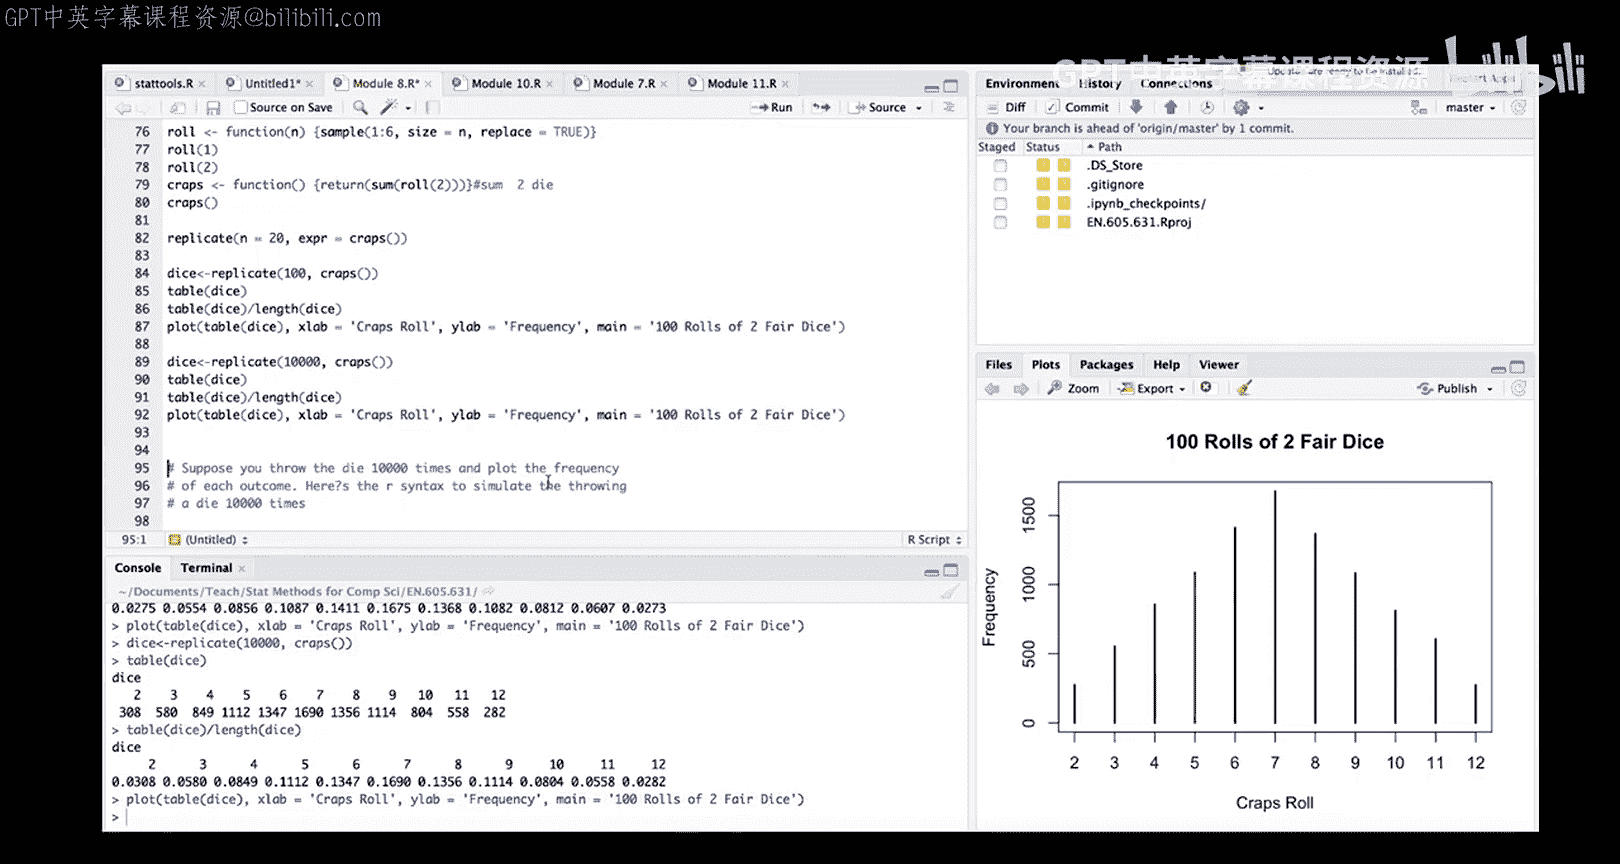 GPT中英字幕课程资源@bilibili.com
GPT中英字幕课程资源 bilibili
stattools.R Untitled1* Module 8.R* Module 10.R Module 7.R Module 11.R
Source on Save Run Source
76 roll <- function(n) {sample(1:6, size = n, replace = TRUE)}
77 roll(1)
78 roll(2)
79 craps <- function() {return(sum(roll(2)))}#sum  2 die
80 craps()
81
82 replicate(n = 20, expr = craps())
83
84 dice<-replicate(100, craps())
85 table(dice)
86 table(dice)/length(dice)
87 plot(table(dice), xlab = 'Craps Roll', ylab = 'Frequency', main = '100 Rolls of 2 Fair Dice')
88
89 dice<-replicate(10000, craps())
90 table(dice)
91 table(dice)/length(dice)
92 plot(table(dice), xlab = 'Craps Roll', ylab = 'Frequency', main = '100 Rolls of 2 Fair Dice')
93
94
95 # Suppose you throw the die 10000 times and plot the frequency
96 # of each outcome. Here?s the r syntax to simulate the throwing
97 # a die 10000 times
98
95:1 (Untitled) R Script
Console Terminal
~/Documents/Teach/Stat Methods for Comp Sci/EN.605.631/
0.0275 0.0554 0.0856 0.1087 0.1411 0.1675 0.1368 0.1082 0.0812 0.0607 0.0273
> plot(table(dice), xlab = 'Craps Roll', ylab = 'Frequency', main = '100 Rolls of 2 Fair Dice')
> dice<-replicate(10000, craps())
> table(dice)
dice
2 3 4 5 6 7 8 9 10 11 12
308 580 849 1112 1347 1690 1356 1114 804 558 282
> table(dice)/length(dice)
dice
2 3 4 5 6 7 8 9 10 11 12
0.0308 0.0580 0.0849 0.1112 0.1347 0.1690 0.1356 0.1114 0.0804 0.0558 0.0282
> plot(table(dice), xlab = 'Craps Roll', ylab = 'Frequency', main = '100 Rolls of 2 Fair Dice')
>
Environment History Connections
Diff Commit master
Your branch is ahead of 'origin/master' by 1 commit.
Staged Status Path
.DS_Store
.gitignore
.ipynb_checkpoints/
EN.605.631.Rproj
Files Plots Packages Help Viewer
Zoom Export Publish
100 Rolls of 2 Fair Dice
Frequency
1500
1000
500
0
2 3 4 5 6 7 8 9 10 11 12
Craps Roll